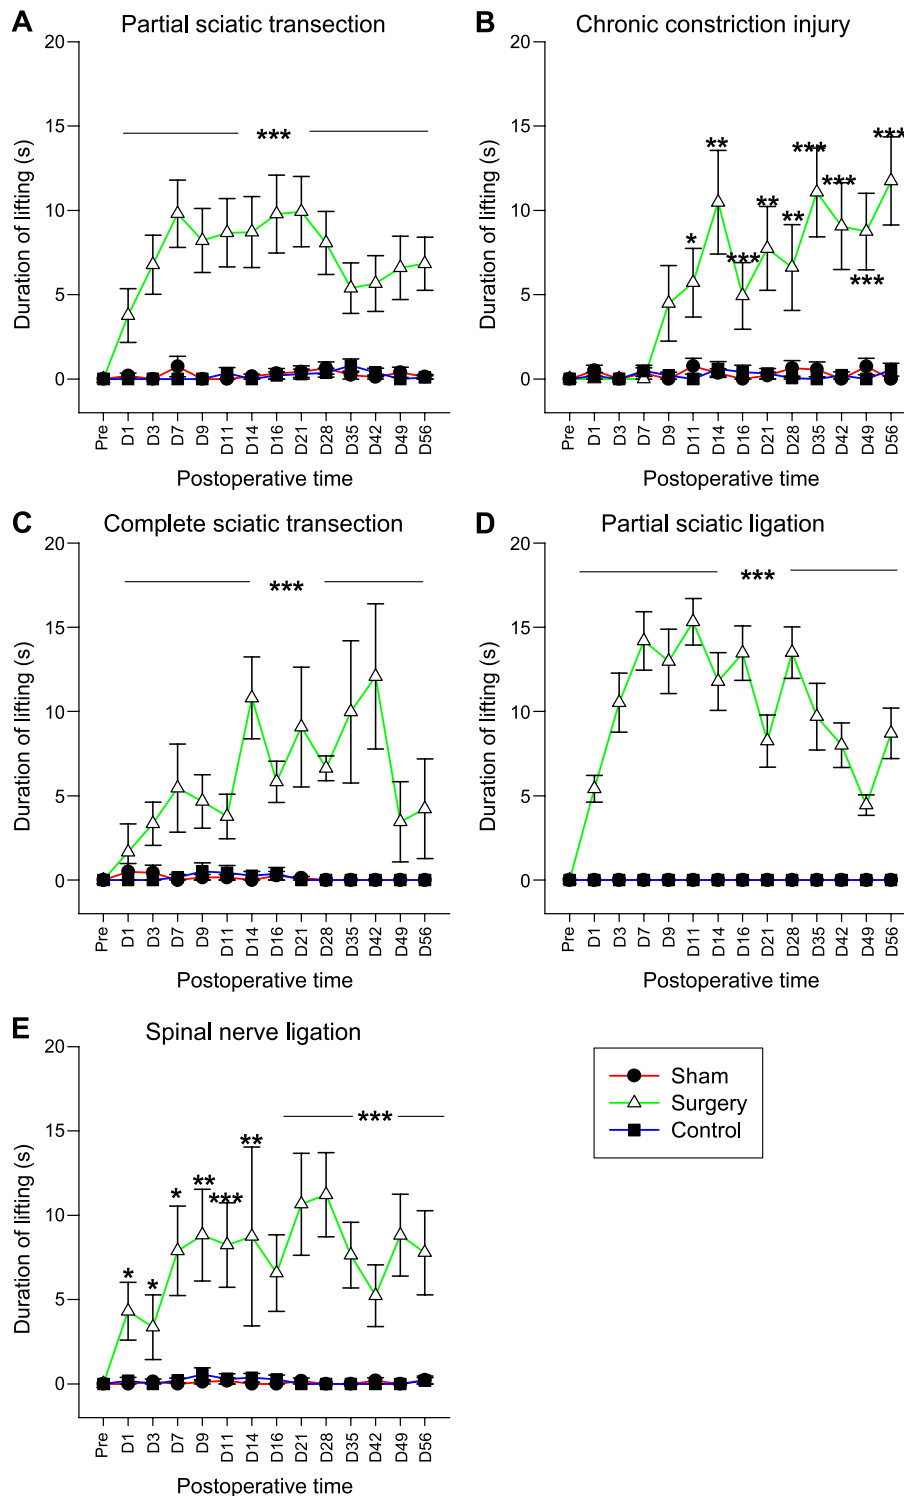 A Partial sciatic transection
20
15
10
5
0
Duration of lifting (s)
***
Pre D1 D3 D7 D9 D11 D14 D16 D21 D28 D35 D42 D49 D56
Postoperative time
B Chronic constriction injury
20
15
10
5
0
Duration of lifting (s)
* ** *** ** ** *** *** *** ***
Pre D1 D3 D7 D9 D11 D14 D16 D21 D28 D35 D42 D49 D56
Postoperative time
C Complete sciatic transection
20
15
10
5
0
Duration of lifting (s)
***
Pre D1 D3 D7 D9 D11 D14 D16 D21 D28 D35 D42 D49 D56
Postoperative time
D Partial sciatic ligation
20
15
10
5
0
Duration of lifting (s)
***
Pre D1 D3 D7 D9 D11 D14 D16 D21 D28 D35 D42 D49 D56
Postoperative time
E Spinal nerve ligation
20
15
10
5
0
Duration of lifting (s)
* * * ** *** ** ***
Pre D1 D3 D7 D9 D11 D14 D16 D21 D28 D35 D42 D49 D56
Postoperative time
Sham
Surgery
Control